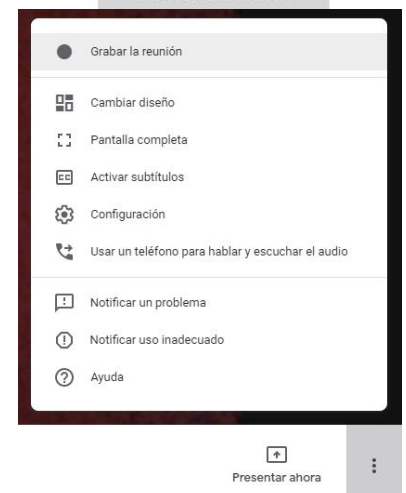 Grabar la reunión
Cambiar diseño
Pantalla completa
CC Activar subtítulos
Configuración
Usar un teléfono para hablar y escuchar el audio
Notificar un problema
Notificar uso inadecuado
Ayuda
Presentar ahora